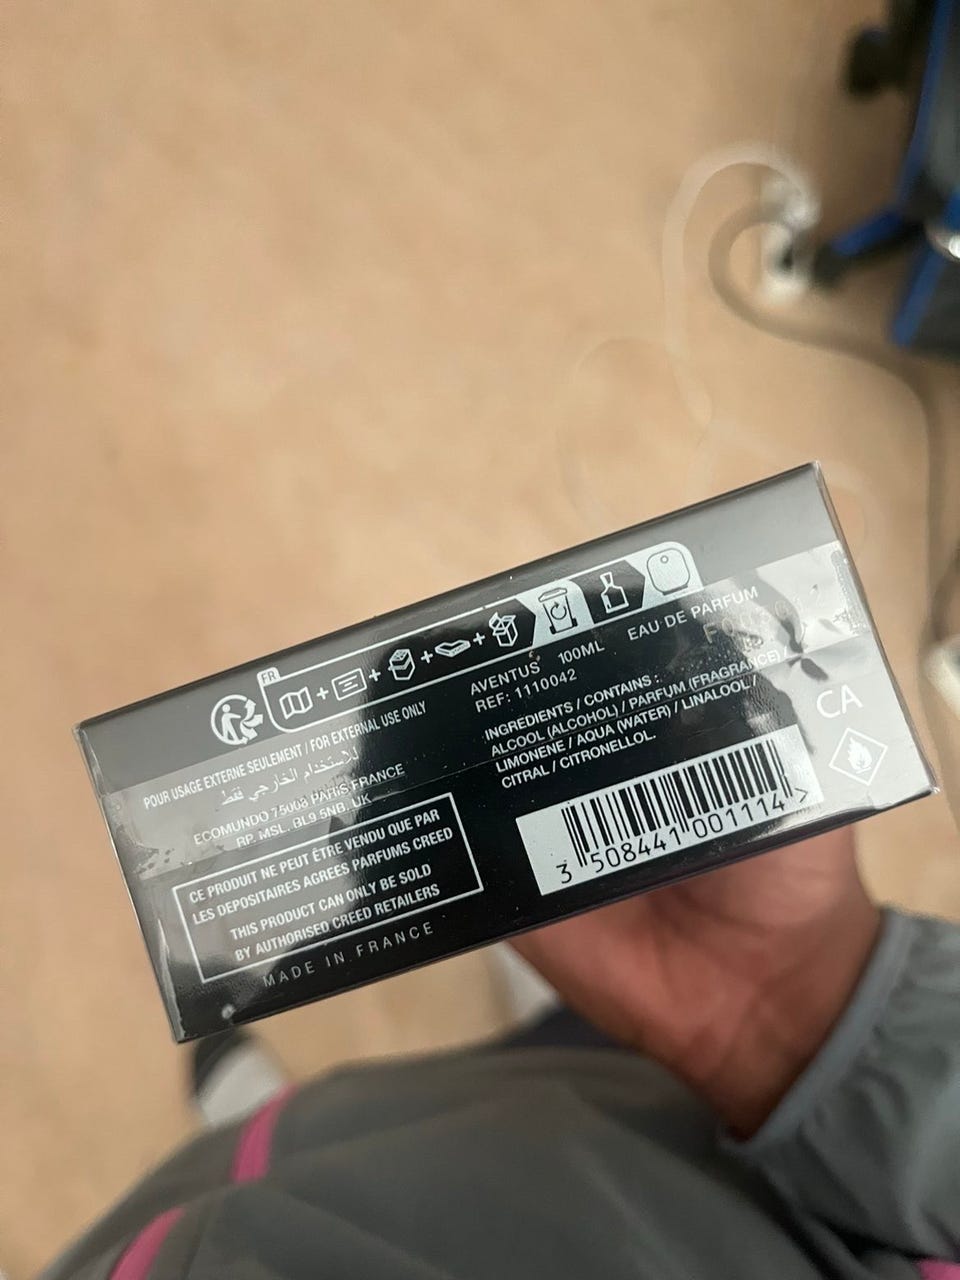 FR
POUR USAGE EXTERNE SEULEMENT / FOR EXTERNAL USE ONLY
للاستخدام الخارجي فقط
ECOMUNDO 75008 PARIS FRANCE
RP. MSL. BL9 5NB. UK
CE PRODUIT NE PEUT ÊTRE VENDU QUE PAR
LES DEPOSITAIRES AGREES PARFUMS CREED
THIS PRODUCT CAN ONLY BE SOLD
BY AUTHORISED CREED RETAILERS
MADE IN FRANCE
AVENTUS 100ML EAU DE PARFUM
REF: 1110042
INGREDIENTS / CONTAINS :
ALCOOL (ALCOHOL) / PARFUM (FRAGRANCE) /
LIMONENE / AQUA (WATER) / LINALOOL /
CITRAL / CITRONELLOL.
CA
3 508441 001114 >